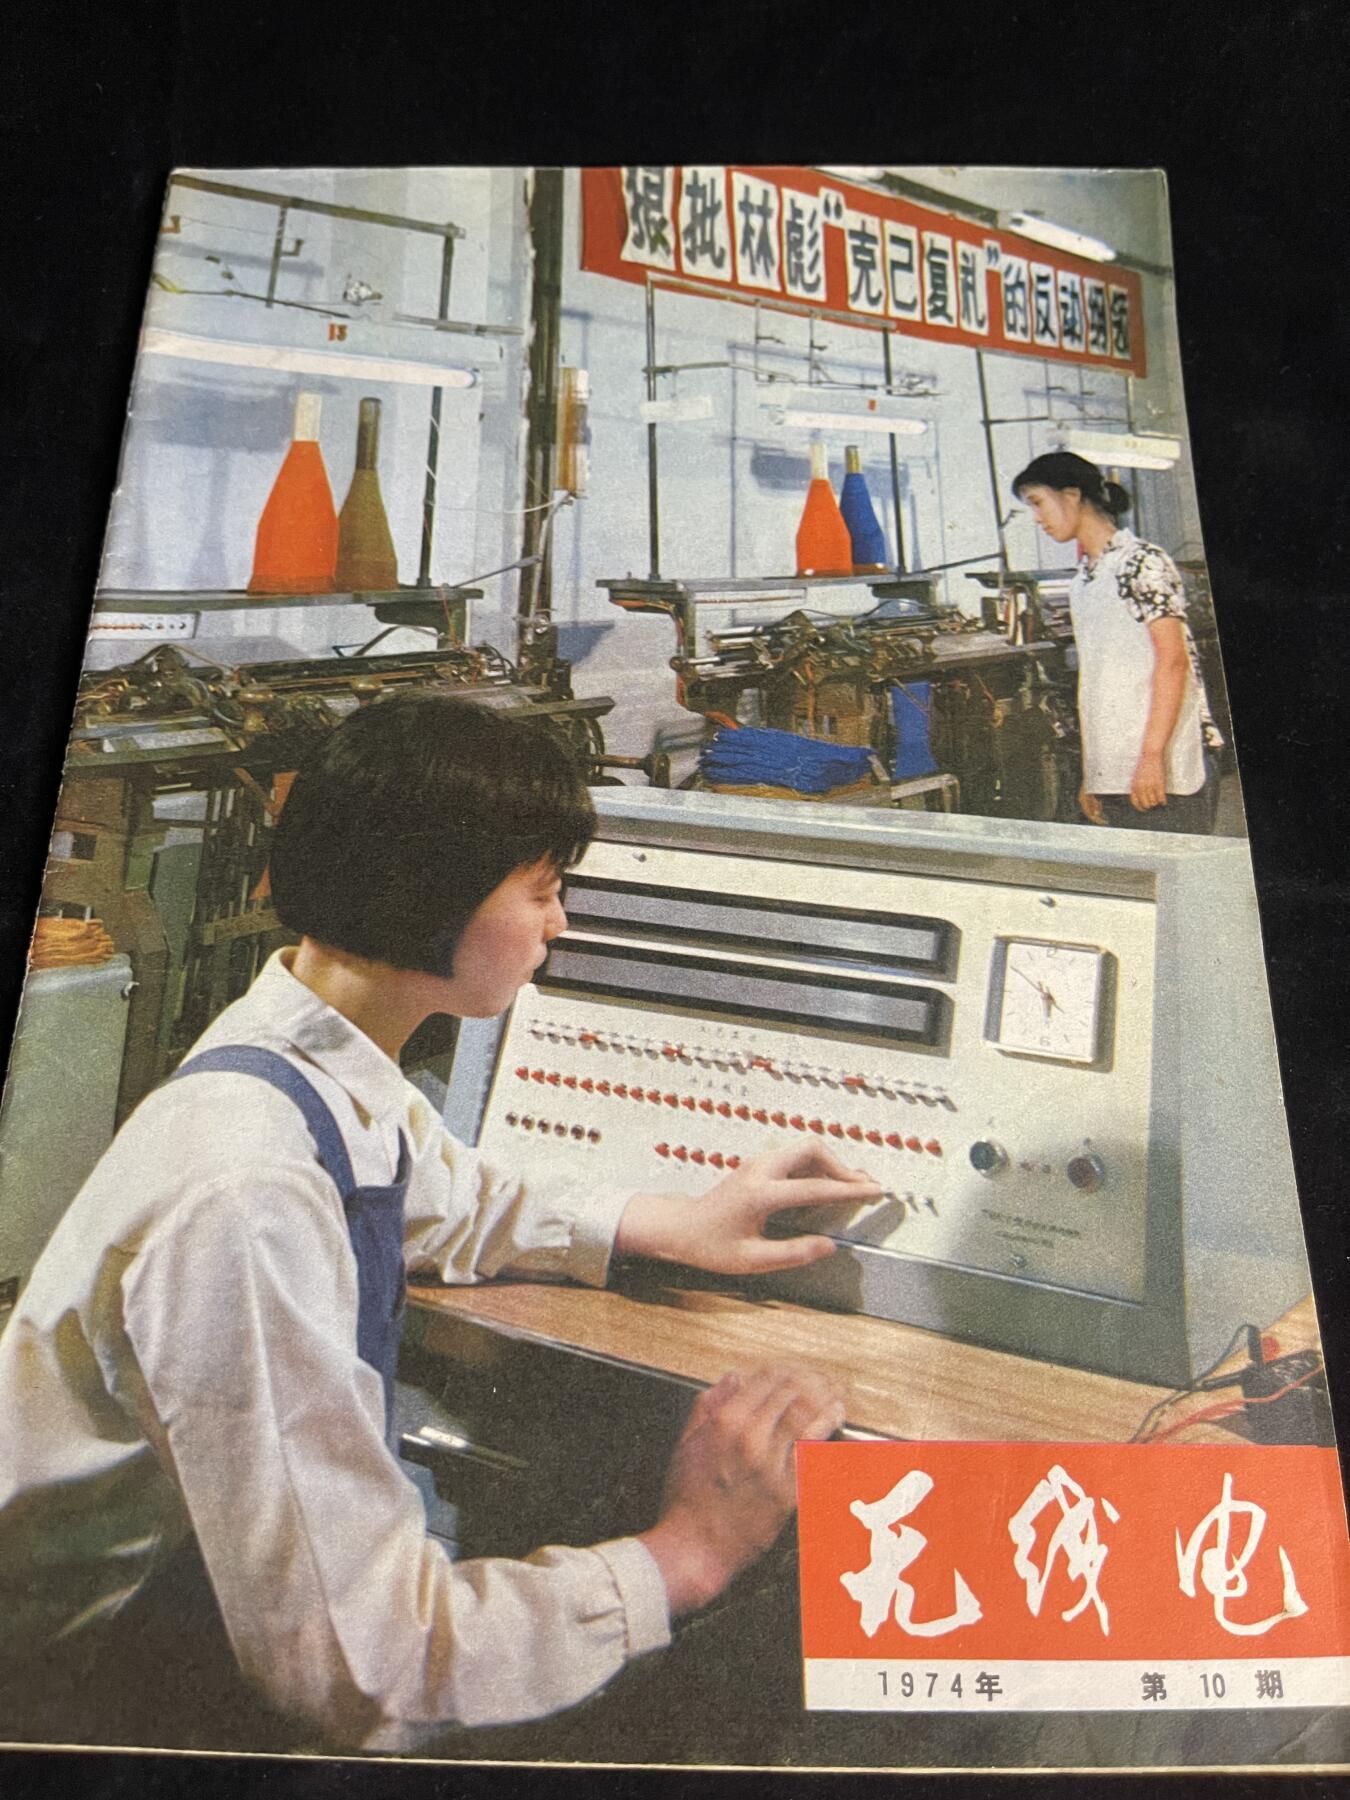 狠批林彪“克己复礼”的反动纲领
13
无线电
1974年 第10期